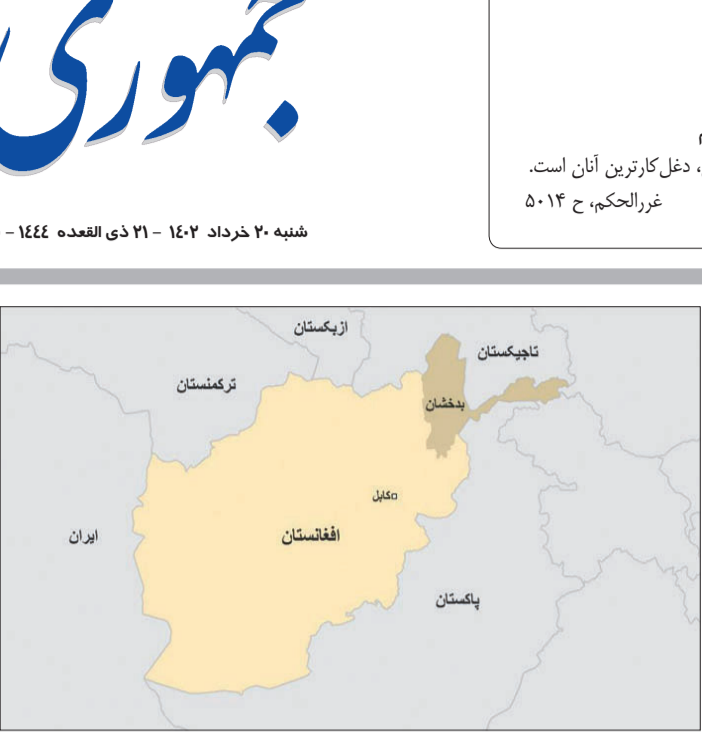 جمهوری
، دغل‌کارترین آنان است.
غررالحکم، ح ۵۰۱۴
شنبه ۲۰ خرداد ۱۴۰۲ – ۲۱ ذی القعده ۱۴۴۴ –
ازبکستان
تاجیکستان
ترکمنستان
بدخشان
کابل
افغانستان
ایران
پاکستان